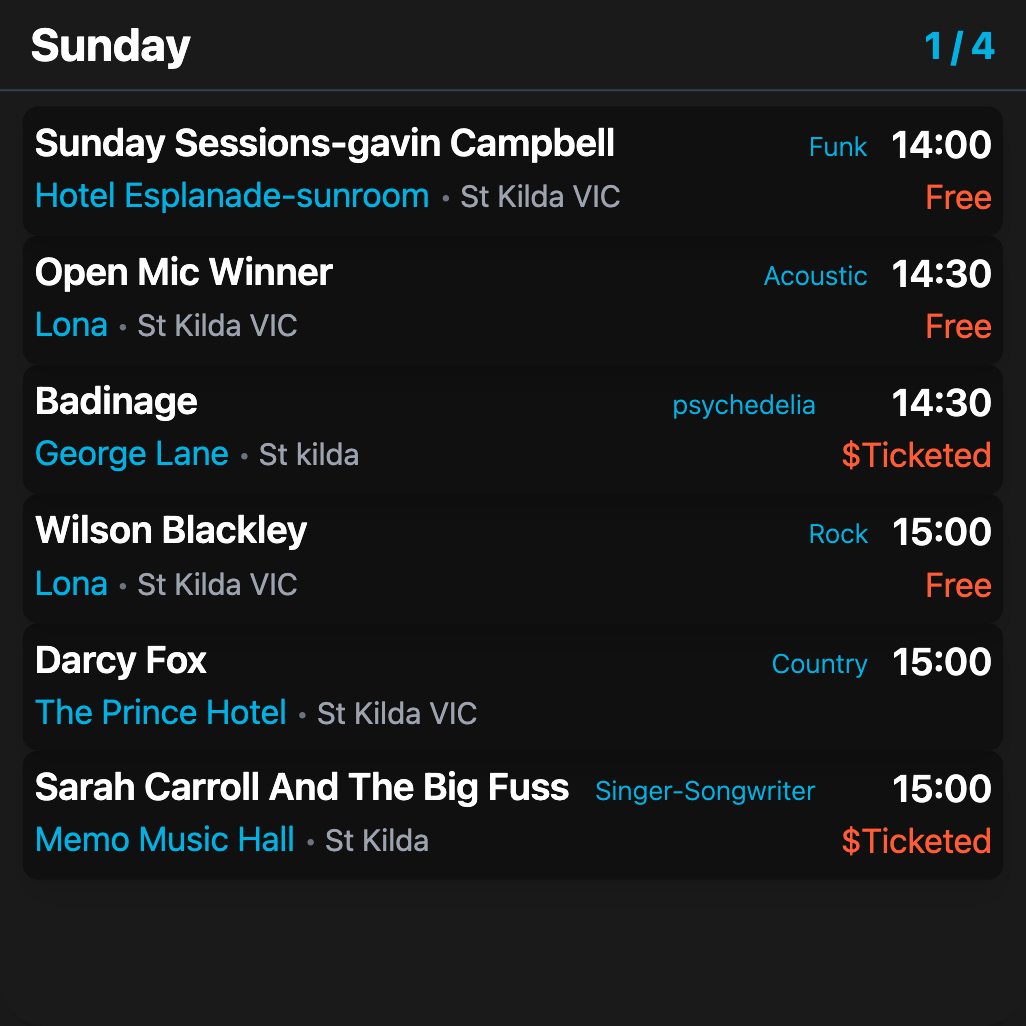 Sunday 1 / 4
Sunday Sessions-gavin Campbell Funk 14:00
Hotel Esplanade-sunroom • St Kilda VIC Free
Open Mic Winner Acoustic 14:30
Lona • St Kilda VIC Free
Badinage psychedelia 14:30
George Lane • St kilda $Ticketed
Wilson Blackley Rock 15:00
Lona • St Kilda VIC Free
Darcy Fox Country 15:00
The Prince Hotel • St Kilda VIC
Sarah Carroll And The Big Fuss Singer-Songwriter 15:00
Memo Music Hall • St Kilda $Ticketed